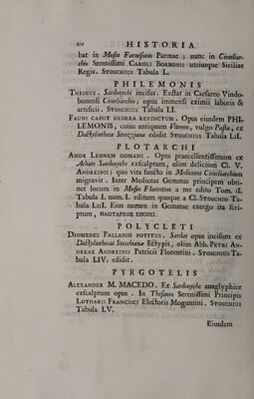 xiv HISTORIA
bat in Museo Farnesiano Parmae; nunc in Cimeliar-
chio Serenissimi CAROLI BORBONII utriusque Siciliae
Regis. STOSCHIUS Tabula L.
PHILEMONIS
THESEUS. Sardonychi incisus. Exstat in Caesareo Vindo-
bonensi Cimeliarchio; opus immensi eximii laboris &
artificii. STOSCHIUS Tabula LI.
FAUNI CAPUT HEDERA REVINCTUM. Opus eiusdem PHI-
LEMONIS, cuius antiquum Vitrum, vulgo Pasta, ex
Dactyliotheca Strozziana edidit STOSCHIUS Tabula LII.
PLOTARCHI
AMOR LEONEM DOMANS. Opus praecellentissimum ex
Achate Sardonyche exsculptum, olim delicium Cl. V.
ANDREINII; quo vita functo in Mediceum Cimeliarchium
migravit. Inter Mediceas Gemmas principem obti-
net locum in Museo Florentino a me edito Tom. II.
Tabula I. num. I. editum quoque a Cl. STOSCHIO Ta-
bula LIII. Eius nomen in Gemmae exergo ita scri-
ptum, ΠΛΩΤΑΡΧΟΣ ΕΠΟΙΕΙ.
POLYCLETI
DIOMEDES PALLADIO POTITUS. Sardae opus incisum ex
Dactyliothecae Stoschianae Ectypis, olim Abb. PETRI AN-
DREAE ANDREINII Patricii Florentini. STOSCHIUS Ta-
bula LIV. edidit.
PYRGOTELIS
ALEXANDER M. MACEDO. Ex Sardonyche anaglyphice
exsculptum opus. In Thesauro Serenissimi Principis
LOTHARII FRANCISCI Electoris Moguntini. STOSCHIUS
Tabula LV.
Eiusdem